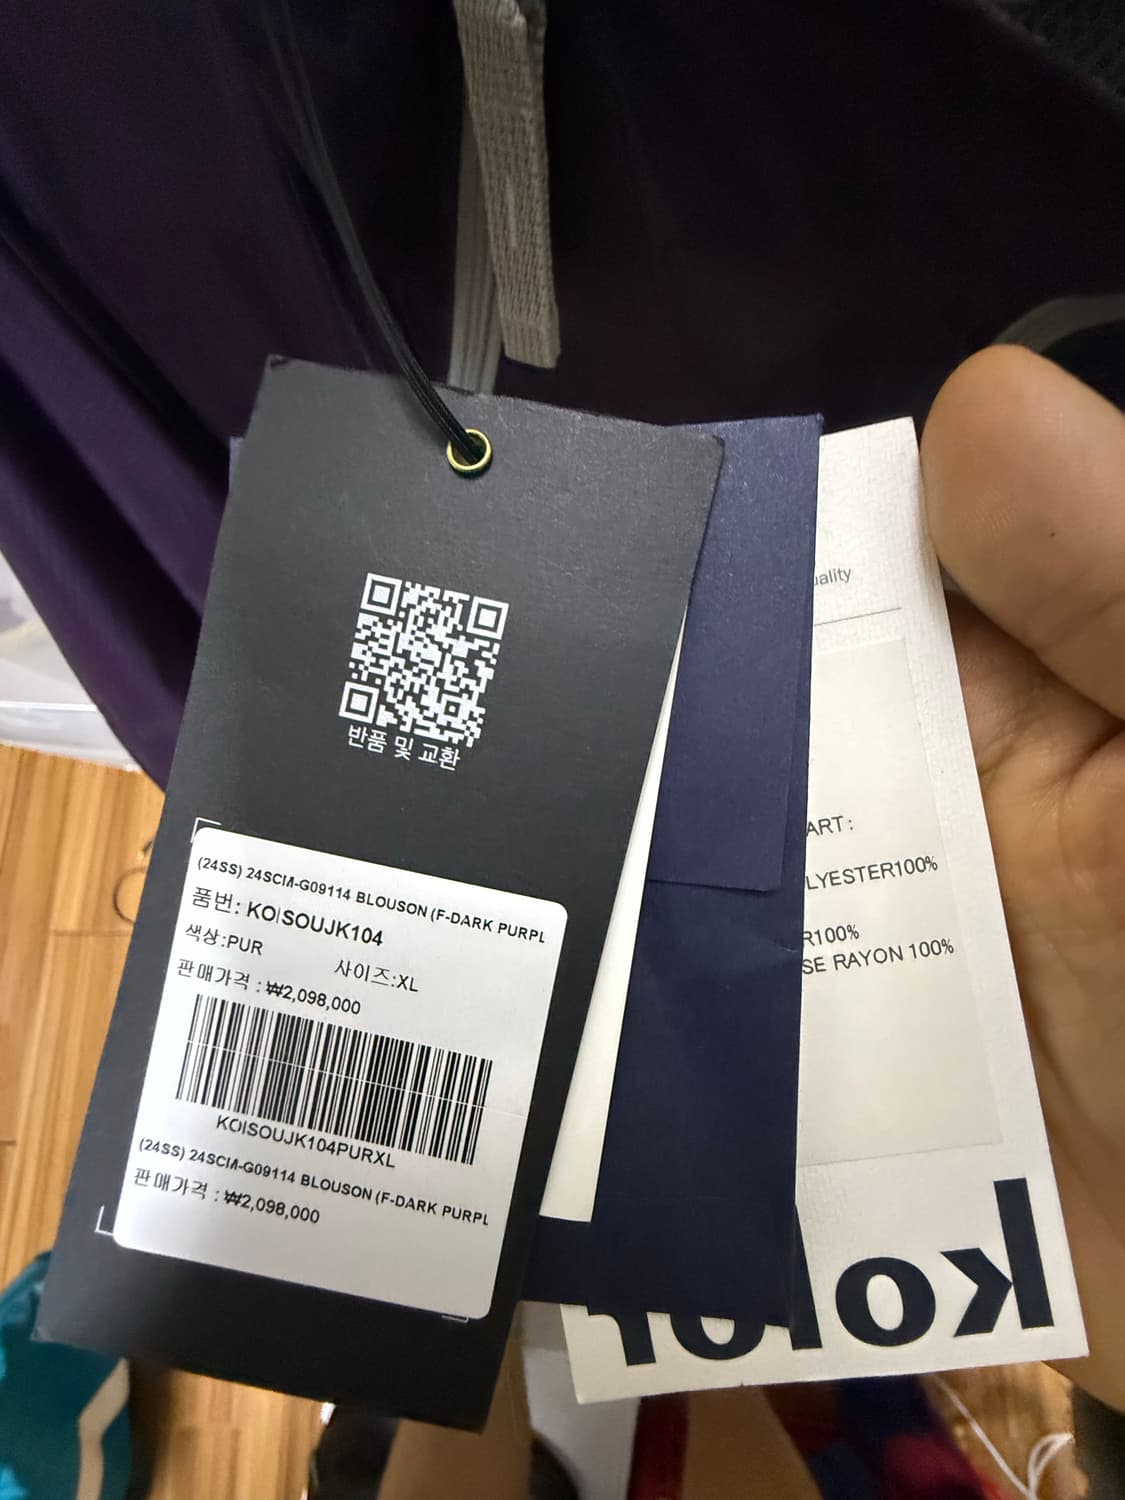 반품 및 교환
(24SS) 24SCM-G09114 BLOUSON (F-DARK PURPL
품번: KOISOUJK104
색상:PUR
사이즈:XL
판매가격 : ₩2,098,000
KOISOUJK104PURXL
(24SS) 24SCM-G09114 BLOUSON (F-DARK PURPL
판매가격 : ₩2,098,000
uality
ART :
LYESTER100%
R100%
SE RAYON 100%
kolor